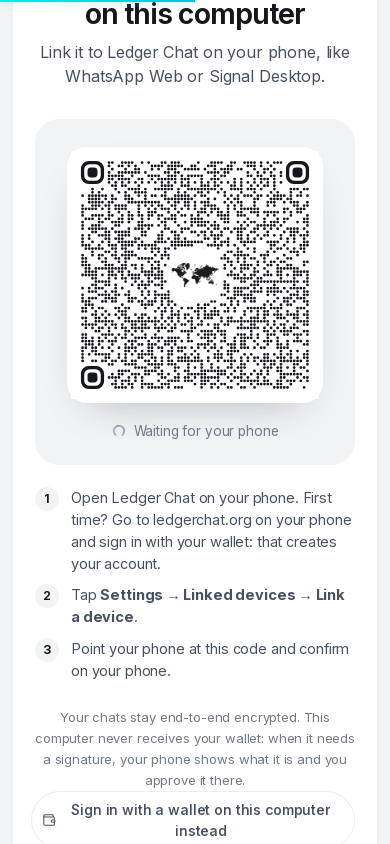 on this computer
Link it to Ledger Chat on your phone, like
WhatsApp Web or Signal Desktop.
Waiting for your phone
1 Open Ledger Chat on your phone. First
time? Go to ledgerchat.org on your phone
and sign in with your wallet: that creates
your account.
2 Tap Settings → Linked devices → Link
a device.
3 Point your phone at this code and confirm
on your phone.
Your chats stay end-to-end encrypted. This
computer never receives your wallet: when it needs
a signature, your phone shows what it is and you
approve it there.
Sign in with a wallet on this computer
instead